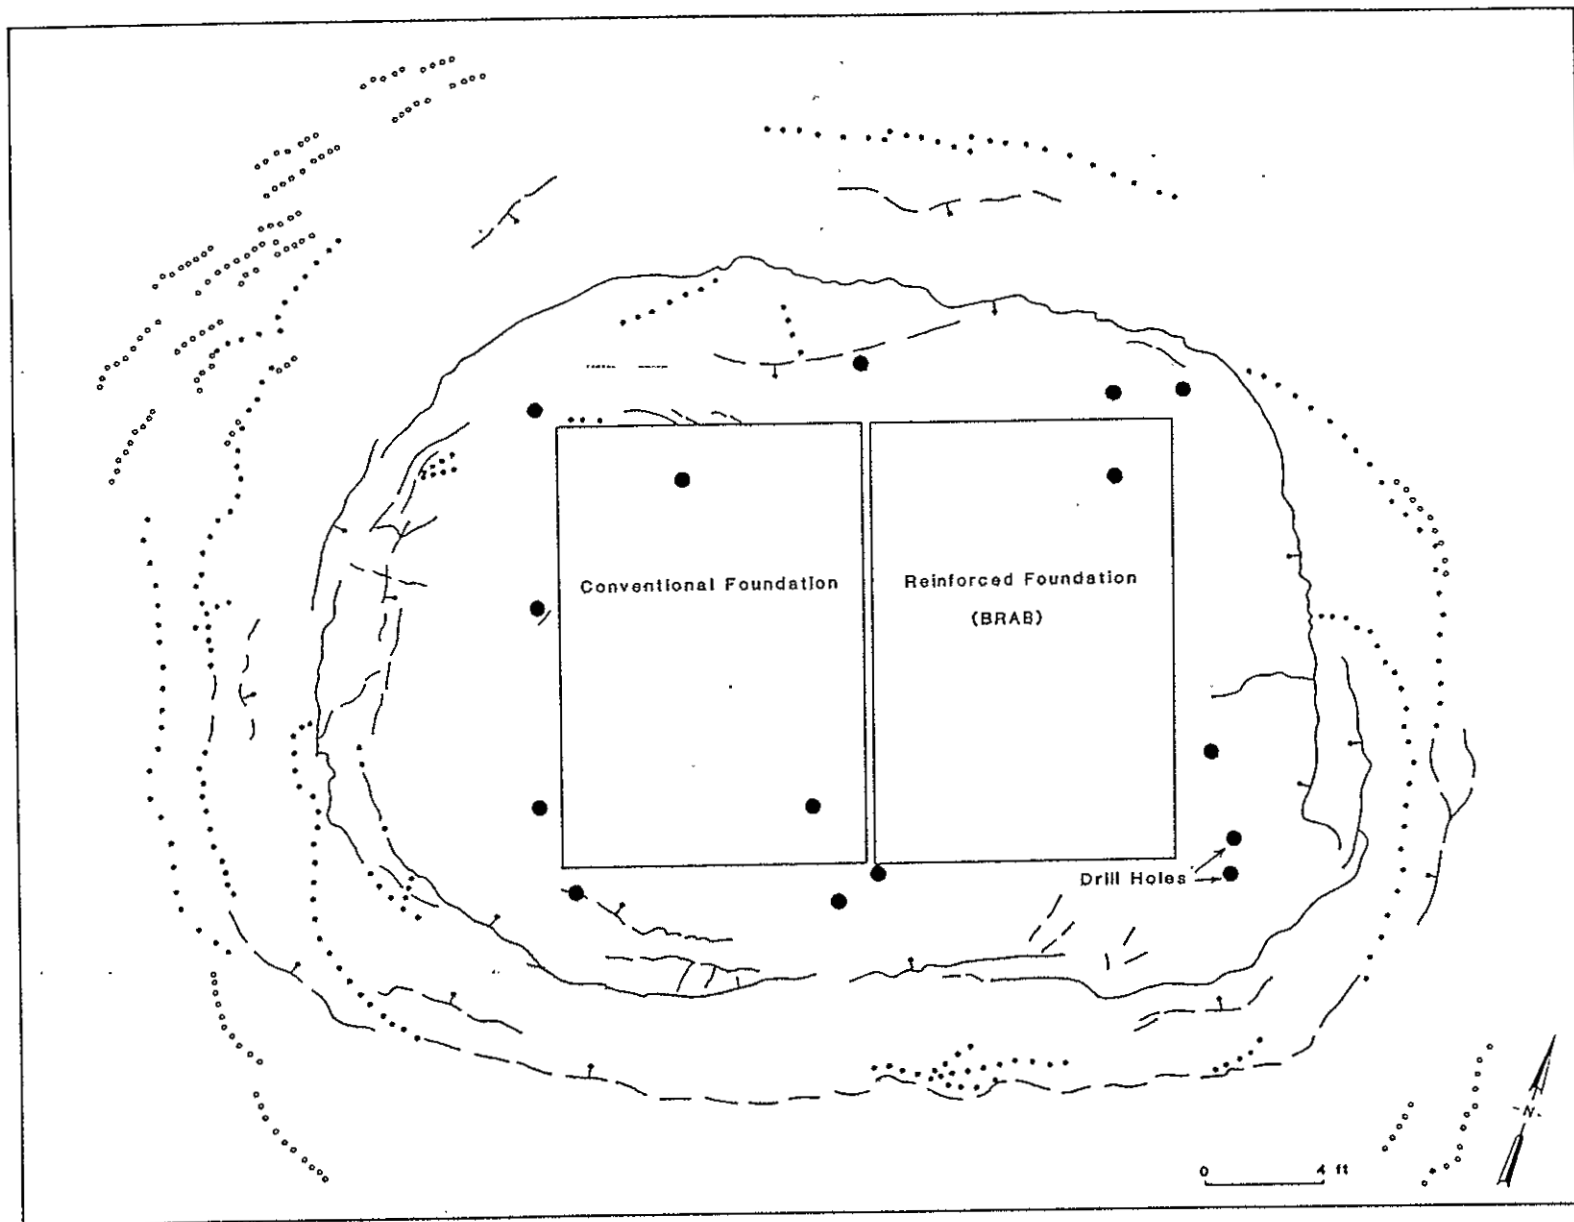 Conventional Foundation
Reinforced Foundation
(BRAB)
Drill Holes
-N-
0 4 ft